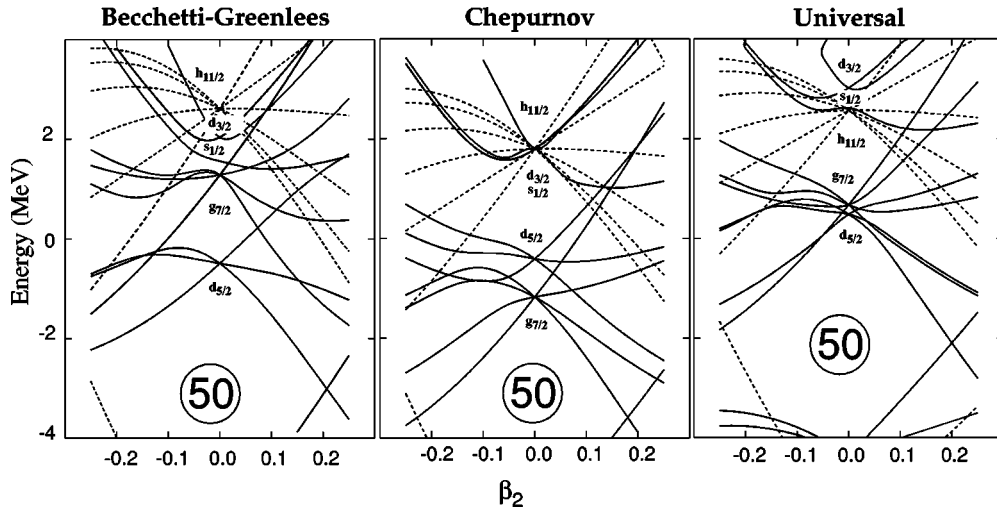 Becchetti-Greenlees Chepurnov Universal
Energy (MeV)
2
0
-2
-4
h11/2
d3/2
s1/2
g7/2
d5/2
50
-0.2 -0.1 0.0 0.1 0.2
h11/2
d3/2
s1/2
d5/2
g7/2
50
-0.2 -0.1 0.0 0.1 0.2
d3/2
s1/2
h11/2
g7/2
d5/2
50
-0.2 -0.1 0.0 0.1 0.2
β2